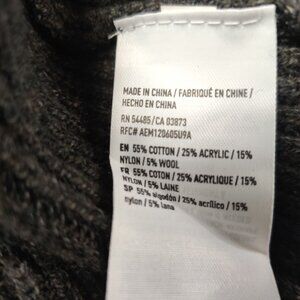 MADE IN CHINA / FABRIQUÉ EN CHINE /
HECHO EN CHINA
RN 54485/CA 03873
RFC# AEM120605U9A
EN 55% COTTON / 25% ACRYLIC / 15%
NYLON / 5% WOOL
FR 55% COTON / 25% ACRYLIQUE / 15%
NYLON / 5% LAINE
SP 55% algodón / 25% acrílico / 15%
nylon / 5% lana